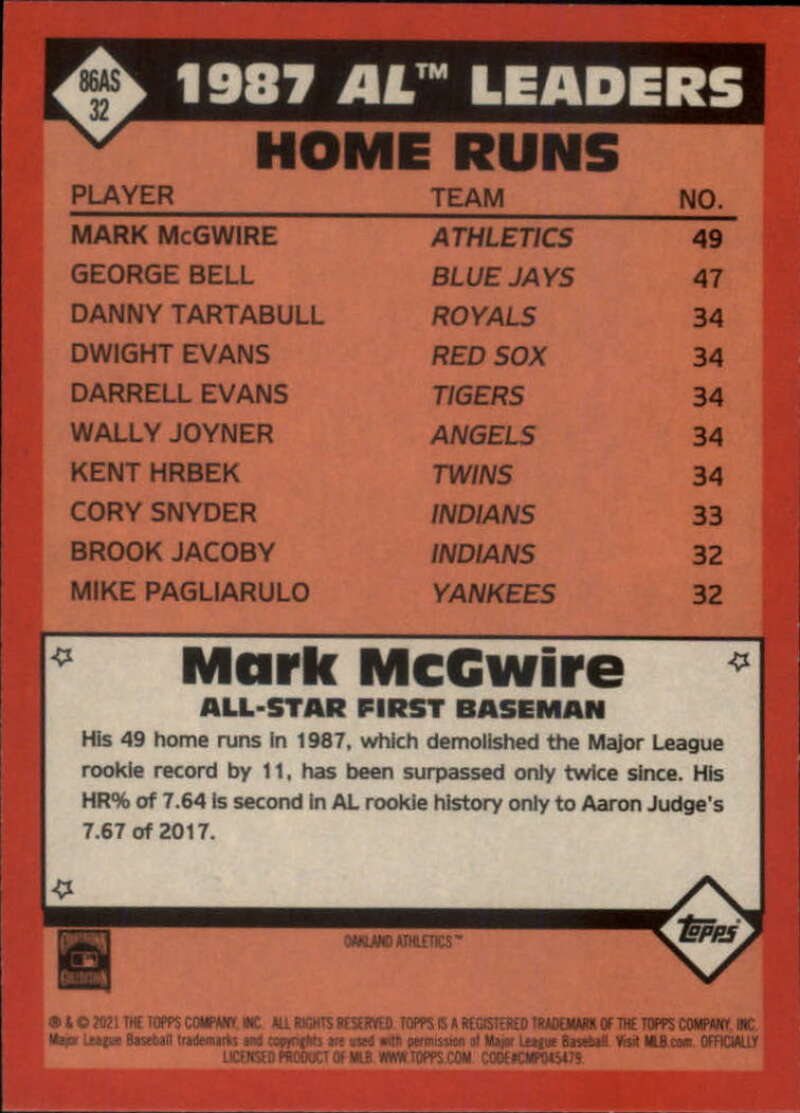 86AS
32
1987 AL™ LEADERS
HOME RUNS
PLAYER TEAM NO.
MARK McGWIRE ATHLETICS 49
GEORGE BELL BLUE JAYS 47
DANNY TARTABULL ROYALS 34
DWIGHT EVANS RED SOX 34
DARRELL EVANS TIGERS 34
WALLY JOYNER ANGELS 34
KENT HRBEK TWINS 34
CORY SNYDER INDIANS 33
BROOK JACOBY INDIANS 32
MIKE PAGLIARULO YANKEES 32
Mark McGwire
ALL-STAR FIRST BASEMAN
His 49 home runs in 1987, which demolished the Major League
rookie record by 11, has been surpassed only twice since. His
HR% of 7.64 is second in AL rookie history only to Aaron Judge's
7.67 of 2017.
Topps
OAKLAND ATHLETICS™
COLLECTION
® & © 2021 THE TOPPS COMPANY, INC. ALL RIGHTS RESERVED. TOPPS IS A REGISTERED TRADEMARK OF THE TOPPS COMPANY, INC.
Major League Baseball trademarks and copyrights are used with permission of Major League Baseball. Visit MLB.com. OFFICIALLY
LICENSED PRODUCT OF MLB. WWW.TOPPS.COM. CODE#CMP045479.